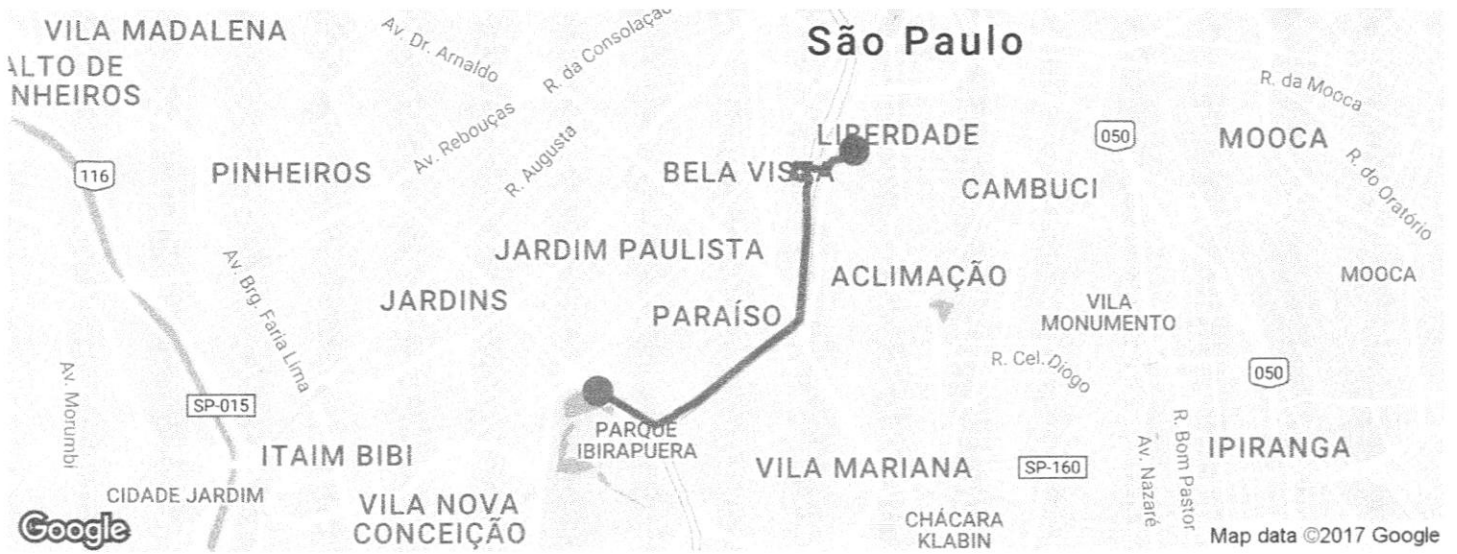 VILA MADALENA
Av. Dr. Arnaldo
R. da Consolação
São Paulo
ALTO DE
NHEIROS
R. da Mooca
LIBERDADE
050
MOOCA
116
PINHEIROS
Av. Rebouças
R. Augusta
BELA VISTA
CAMBUCI
R. do Oratório
JARDIM PAULISTA
Av. Brg. Faria Lima
JARDINS
ACLIMAÇÃO
MOOCA
PARAÍSO
VILA
MONUMENTO
R. Cel. Diogo
050
Av. Morumbi
SP-015
PARQUE
IBIRAPUERA
ITAIM BIBI
VILA MARIANA
SP-160
Av. Nazaré
R. Bom Pastor
IPIRANGA
CIDADE JARDIM
VILA NOVA
CONCEIÇÃO
CHÁCARA
KLABIN
Google
Map data ©2017 Google